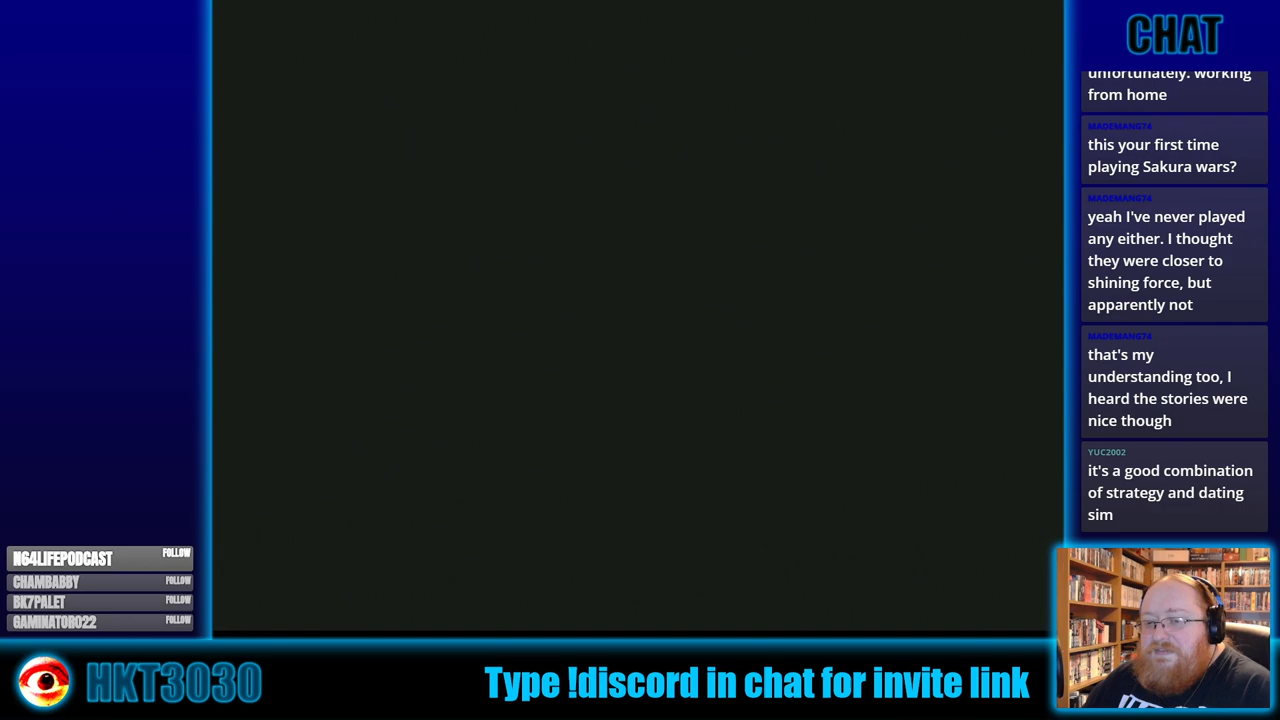 CHAT
unfortunately. working
from home
MADEMANG74
this your first time
playing Sakura wars?
MADEMANG74
yeah I've never played
any either. I thought
they were closer to
shining force, but
apparently not
MADEMANG74
that's my
understanding too, I
heard the stories were
nice though
YUC2002
it's a good combination
of strategy and dating
sim
N64LIFEPODCAST FOLLOW
CHAMBABBY FOLLOW
BK7PALET FOLLOW
GAMINATOR022 FOLLOW
HKT3030
Type !discord in chat for invite link